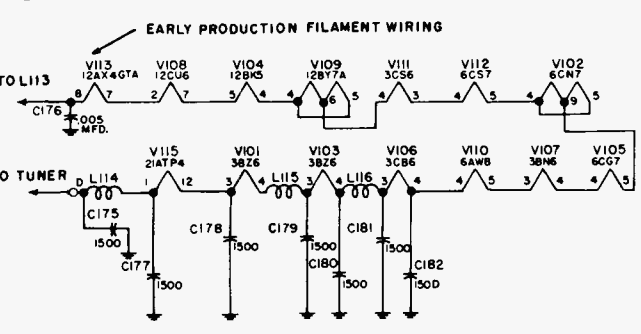 EARLY PRODUCTION FILAMENT WIRING
V113 V108 V104 V109 V111 V112 V102
12AX4GTA 12CU6 12BK5 12BY7A 3CS6 6CS7 6CN7
TO L113
8 7 2 7 5 4 4 6 5 4 3 4 5 4 9 5
C176 .005 MFD.
V115 V101 V103 V106 V110 V107 V105
21ATP4 3BZ6 3BZ6 3CB6 6AW8 3BN6 6CG7
O TUNER D L114 1 12 3 4 L115 3 4 L116 3 4 4 5 3 4 4 5
C175 1500
C177 1500
C178 1500
C179 1500
C180 1500
C181 1500
C182 150D